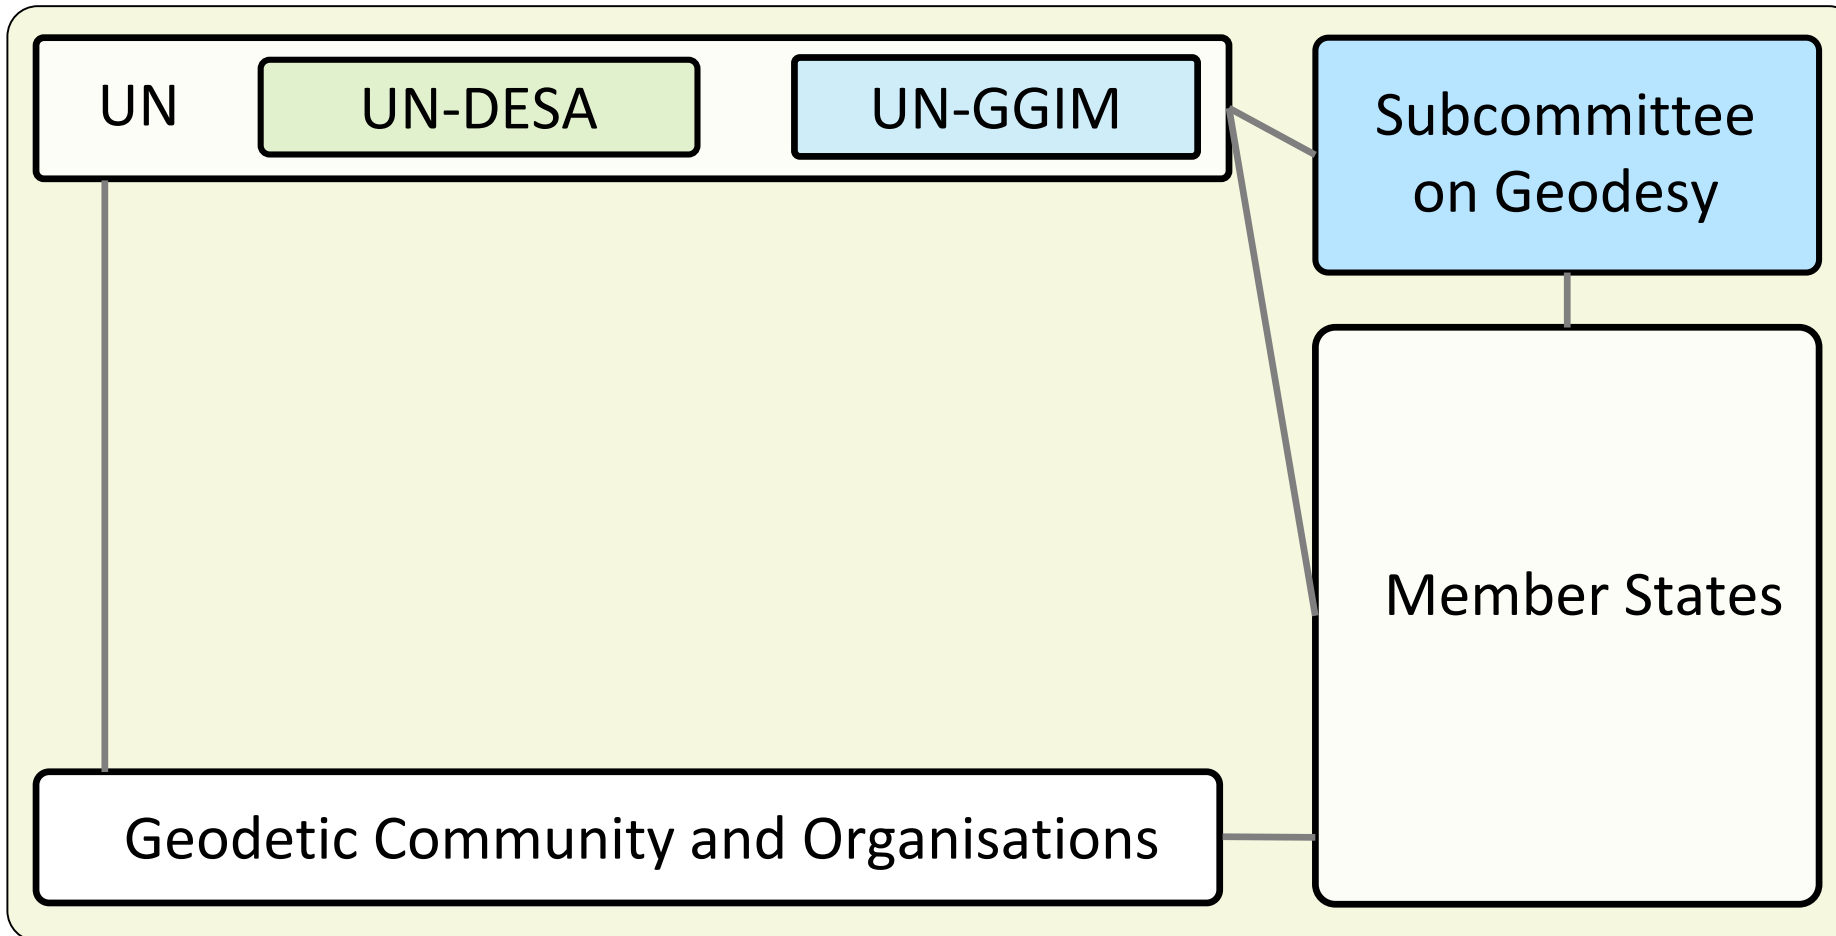 UN
UN-DESA
UN-GGIM
Subcommittee
on Geodesy
Member States
Geodetic Community and Organisations